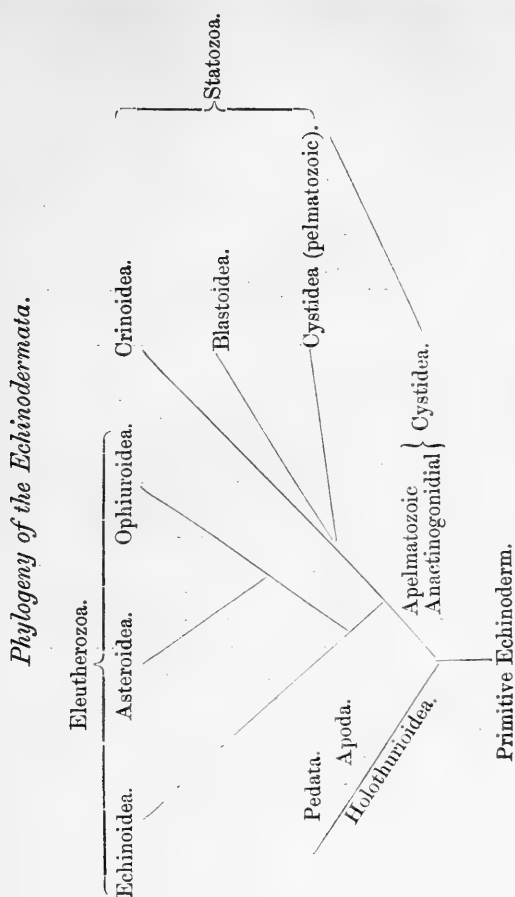 Phylogeny of the Echinodermata.
Eleutherozoa.
Echinoidea.
Asteroidea.
Ophiuroidea.
Crinoidea.
Statozoa.
Blastoidea.
Cystidea (pelmatozoic).
Pedata.
Apoda.
Holothurioidea.
Apelmatozoic
Anactinogonidial
Cystidea.
Primitive Echinoderm.